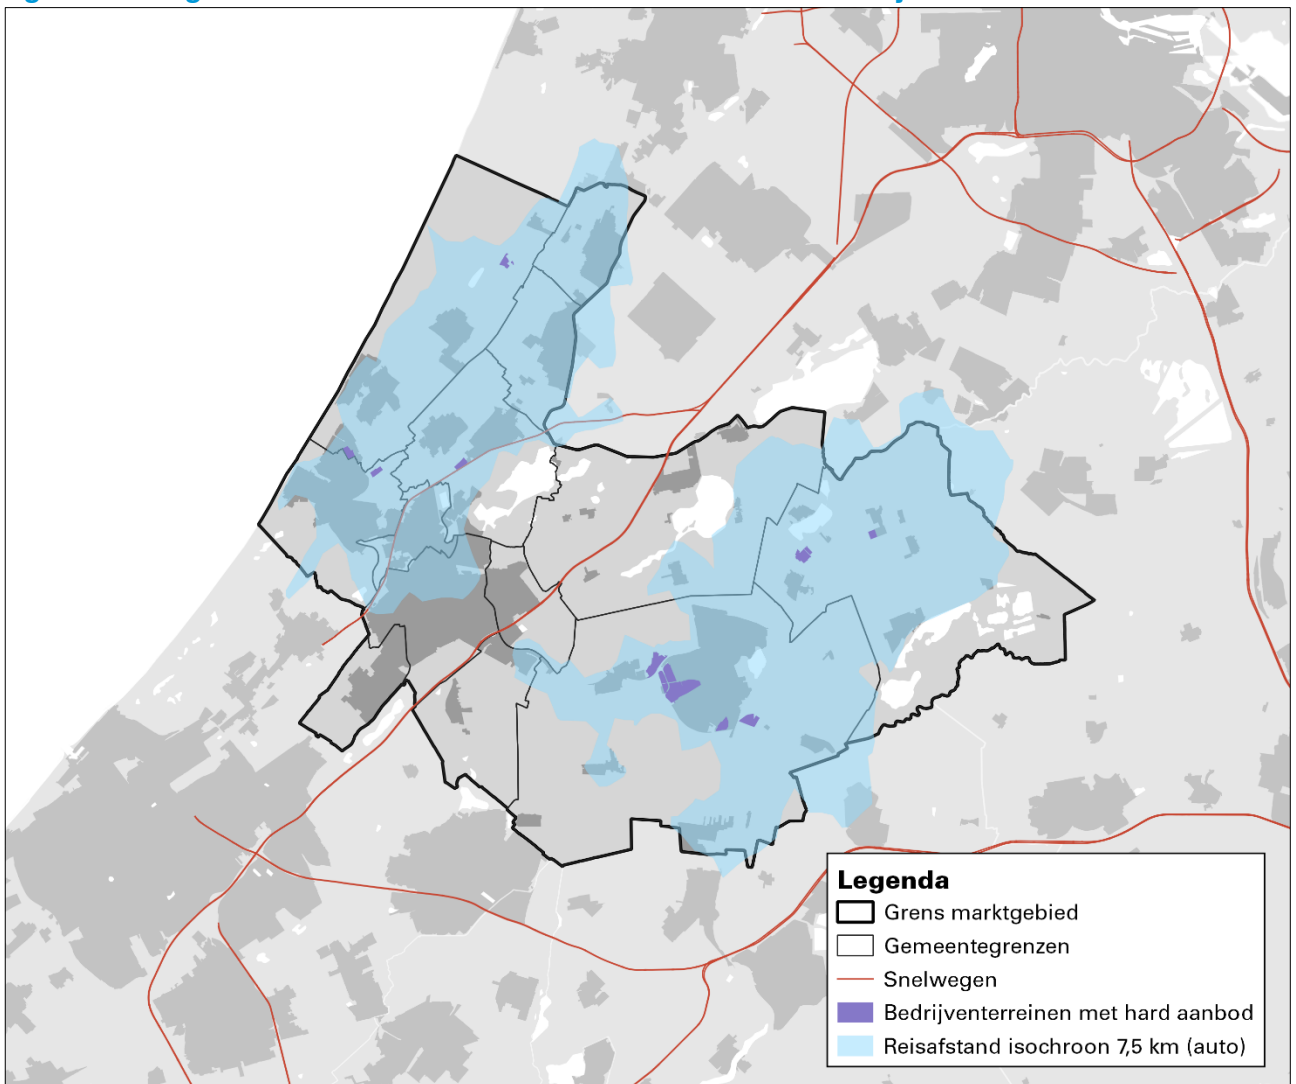 Legenda
Grens marktgebied
Gemeentegrenzen
Snelwegen
Bedrijventerreinen met hard aanbod
Reisafstand isochroon 7,5 km (auto)